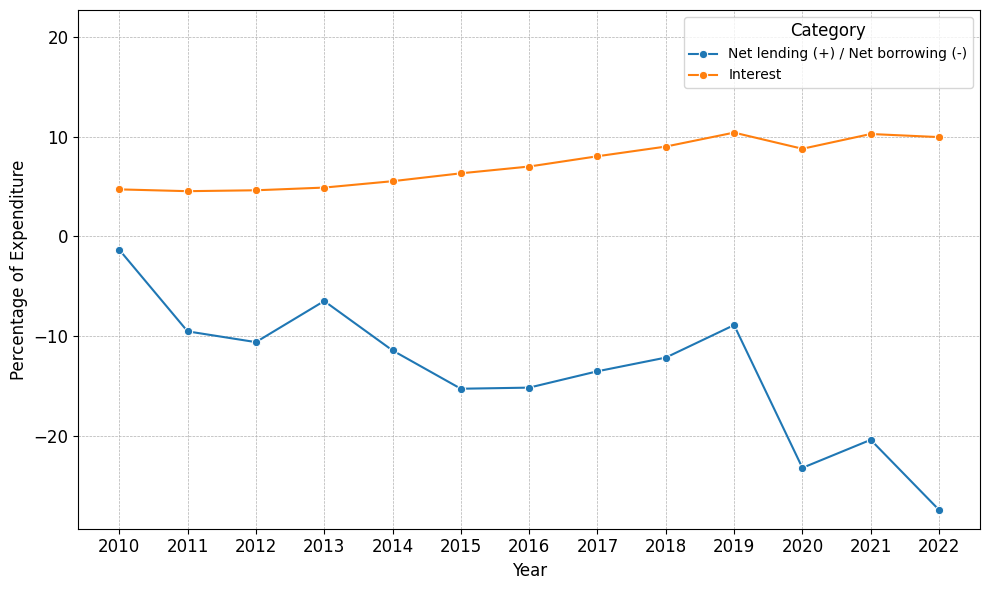 Category
Net lending (+) / Net borrowing (-)
Interest
Percentage of Expenditure
20
10
0
−10
−20
2010 2011 2012 2013 2014 2015 2016 2017 2018 2019 2020 2021 2022
Year